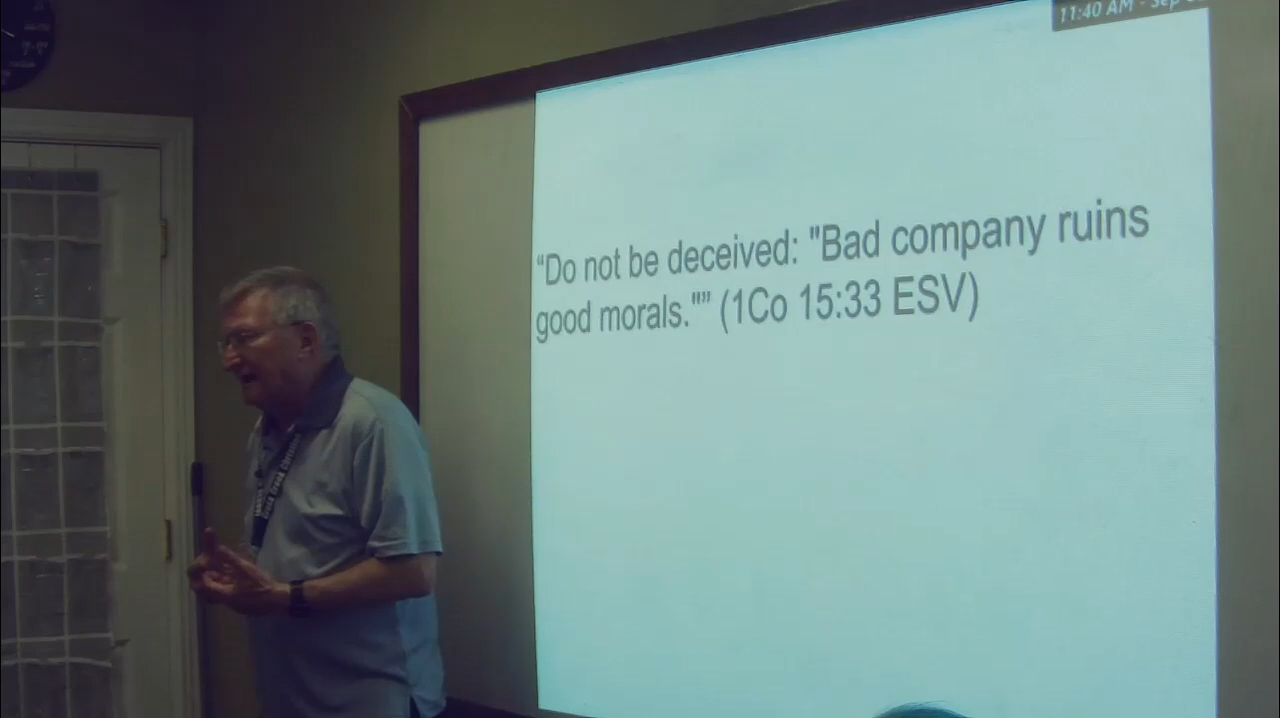 11:40 AM - Sep
“Do not be deceived: "Bad company ruins
good morals."” (1Co 15:33 ESV)